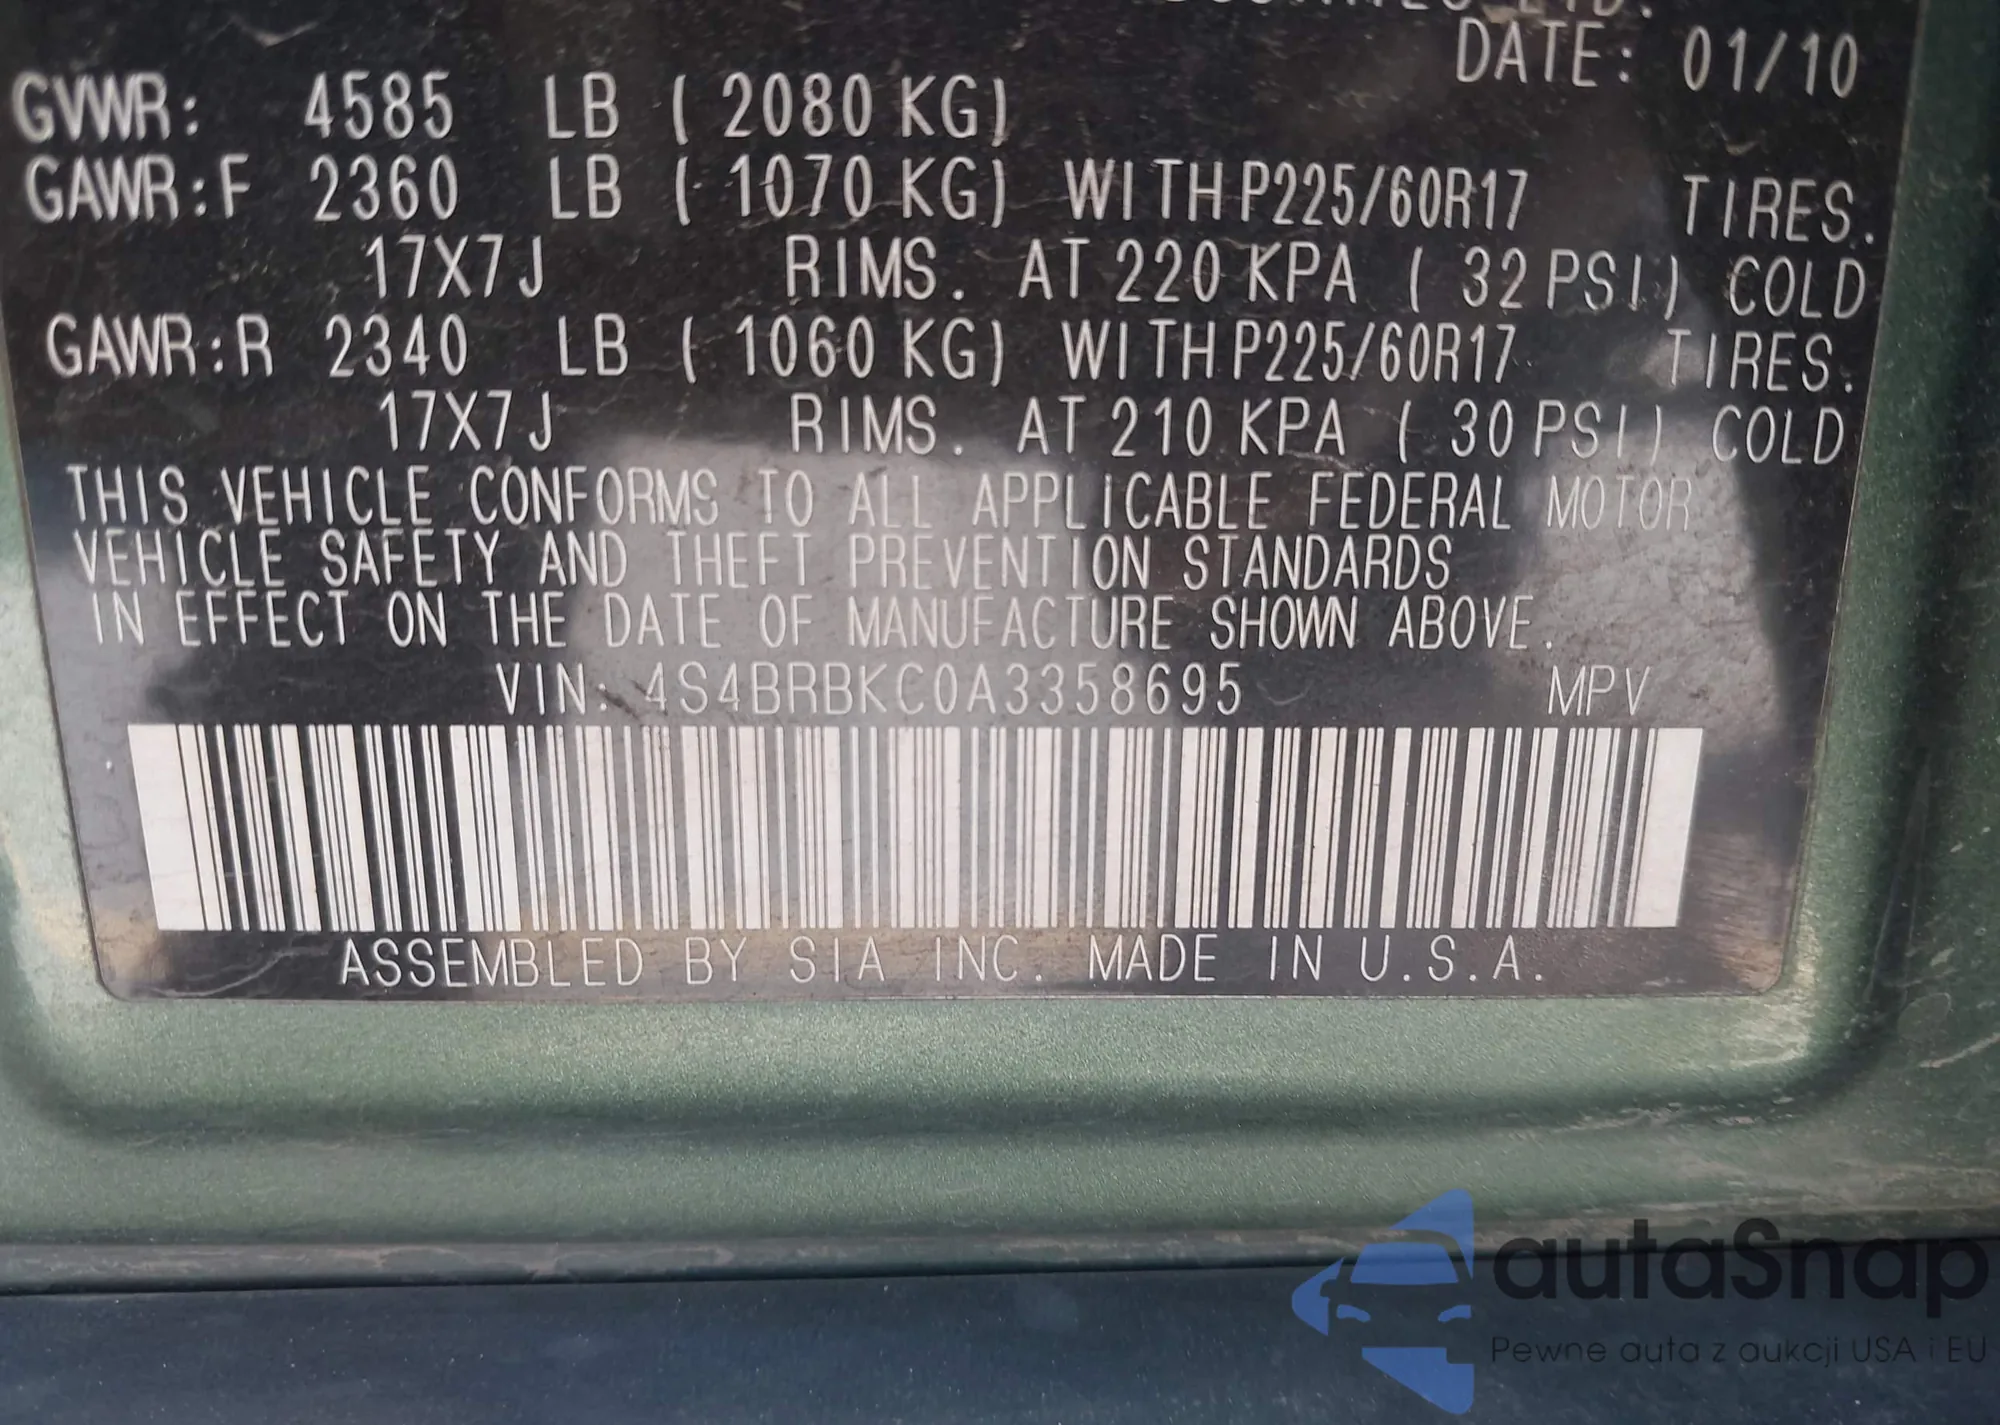 DATE: 01/10
GVWR: 4585 LB ( 2080 KG)
GAWR:F 2360 LB ( 1070 KG) WITH P225/60R17 TIRES.
17X7J RIMS. AT 220 KPA ( 32 PSI) COLD
GAWR:R 2340 LB ( 1060 KG) WITH P225/60R17 TIRES.
17X7J RIMS. AT 210 KPA ( 30 PSI) COLD
THIS VEHICLE CONFORMS TO ALL APPLICABLE FEDERAL MOTOR
VEHICLE SAFETY AND THEFT PREVENTION STANDARDS
IN EFFECT ON THE DATE OF MANUFACTURE SHOWN ABOVE.
VIN: 4S4BRBKC0A3358695 MPV
ASSEMBLED BY SIA INC. MADE IN U.S.A.
autaSnap
Pewne auta z aukcji USA i EU